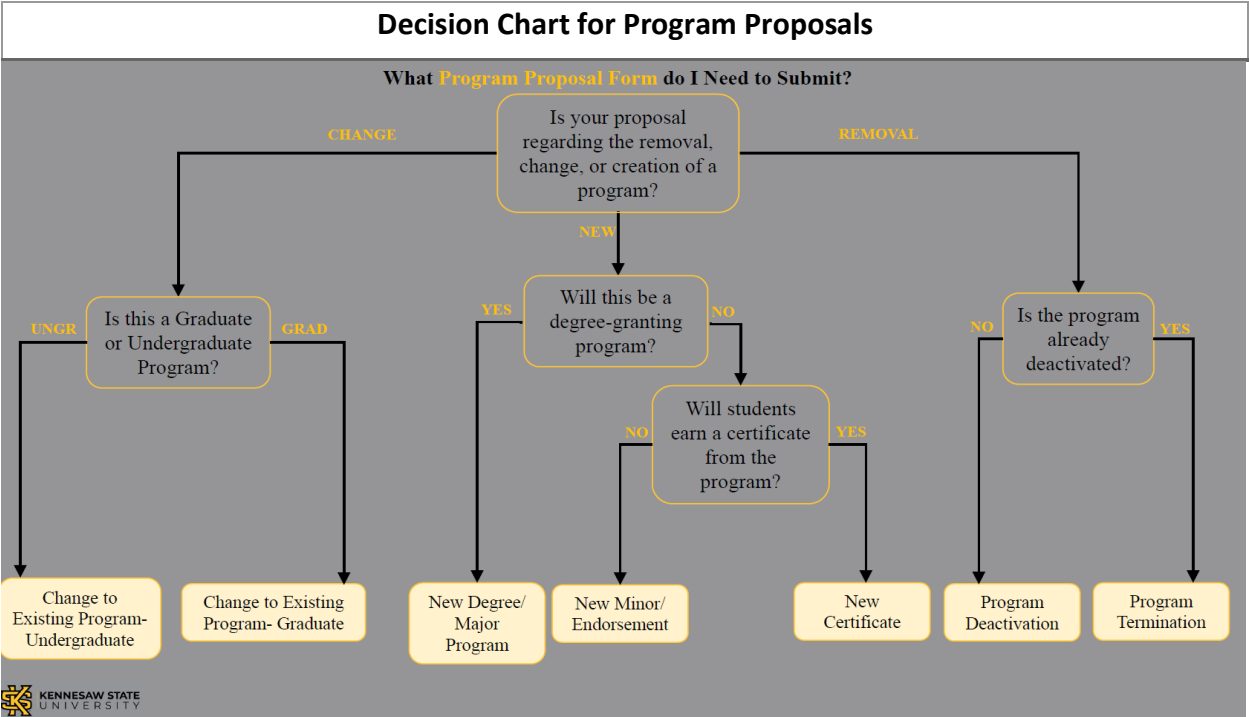 Decision Chart for Program Proposals
What Program Proposal Form do I Need to Submit?
Is your proposal
regarding the removal,
change, or creation of a
program?
CHANGE
REMOVAL
NEW
Is this a Graduate
or Undergraduate
Program?
UNGR
GRAD
Will this be a
degree-granting
program?
YES
NO
Is the program
already
deactivated?
NO
YES
Will students
earn a certificate
from the
program?
NO
YES
Change to
Existing Program-
Undergraduate
Change to Existing
Program- Graduate
New Degree/
Major
Program
New Minor/
Endorsement
New
Certificate
Program
Deactivation
Program
Termination
KENNESAW STATE
UNIVERSITY